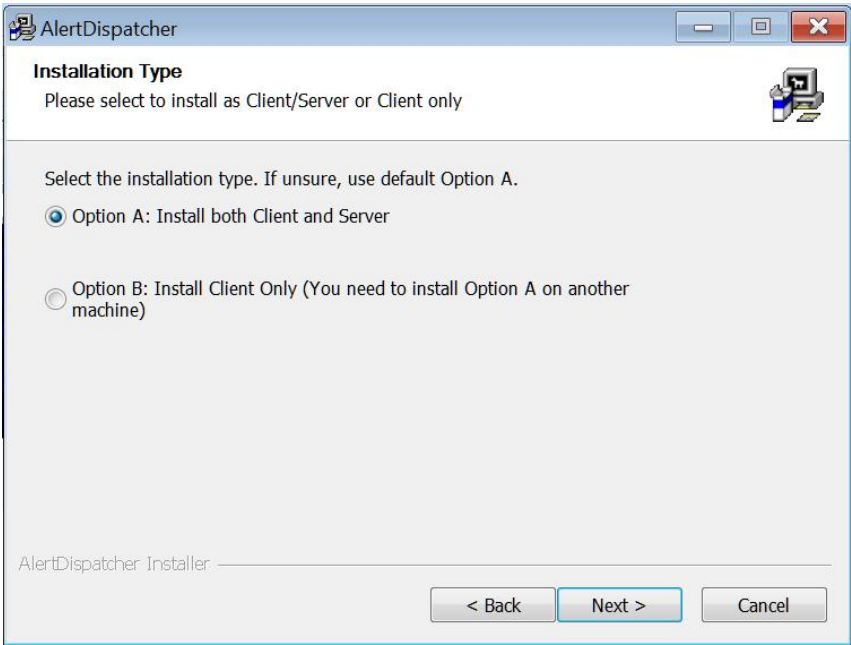 AlertDispatcher
Installation Type
Please select to install as Client/Server or Client only
Select the installation type. If unsure, use default Option A.
Option A: Install both Client and Server
Option B: Install Client Only (You need to install Option A on another
machine)
AlertDispatcher Installer
< Back
Next >
Cancel